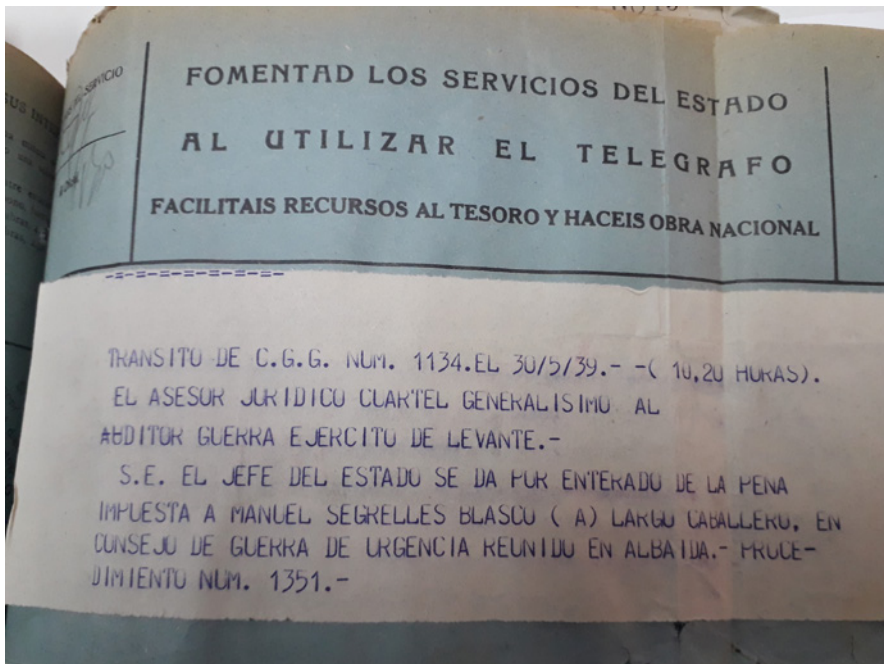 SERVICIO
FOMENTAD LOS SERVICIOS DEL ESTADO
AL UTILIZAR EL TELEGRAFO
FACILITAIS RECURSOS AL TESORO Y HACEIS OBRA NACIONAL
-=-=-=-=-=-=-=-
TRANSITO DE C.G.G. NUM. 1134.EL 30/5/39.- -( 10,20 HORAS).
EL ASESOR JURIDICO CUARTEL GENERALISIMO AL
AUDITOR GUERRA EJERCITO DE LEVANTE.-
S.E. EL JEFE DEL ESTADO SE DA POR ENTERADO DE LA PENA
IMPUESTA A MANUEL SEGRELLES BLASCO ( A) LARGO CABALLERO, EN
CONSEJO DE GUERRA DE URGENCIA REUNIDO EN ALBAIDA.- PROCE-
DIMIENTO NUM. 1351.-